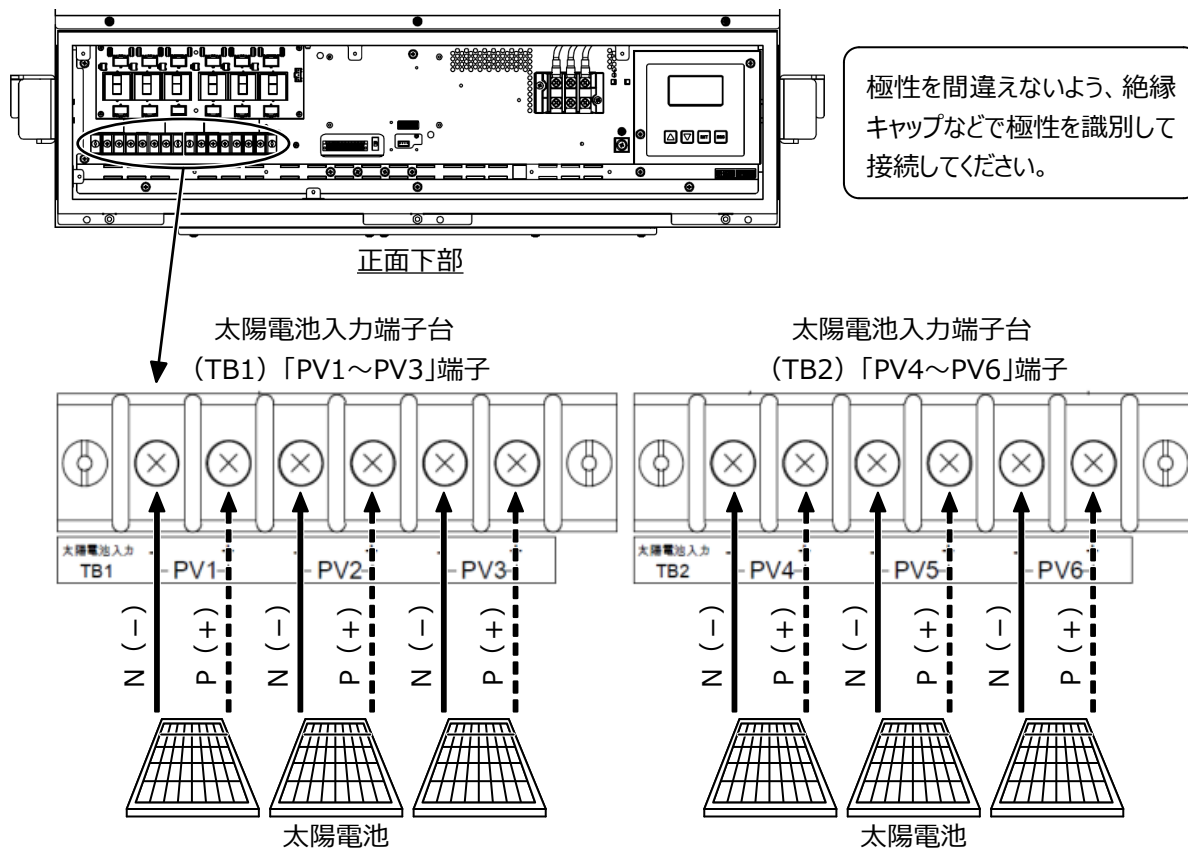 極性を間違えないよう、絶縁
キャップなどで極性を識別して
接続してください。
正面下部
太陽電池入力端子台
（TB1）「PV1～PV3」端子
太陽電池入力端子台
（TB2）「PV4～PV6」端子
太陽電池入力
TB1
PV1
PV2
PV3
太陽電池入力
TB2
PV4
PV5
PV6
N（－）
P（＋）
N（－）
P（＋）
N（－）
P（＋）
N（－）
P（＋）
N（－）
P（＋）
N（－）
P（＋）
太陽電池
太陽電池